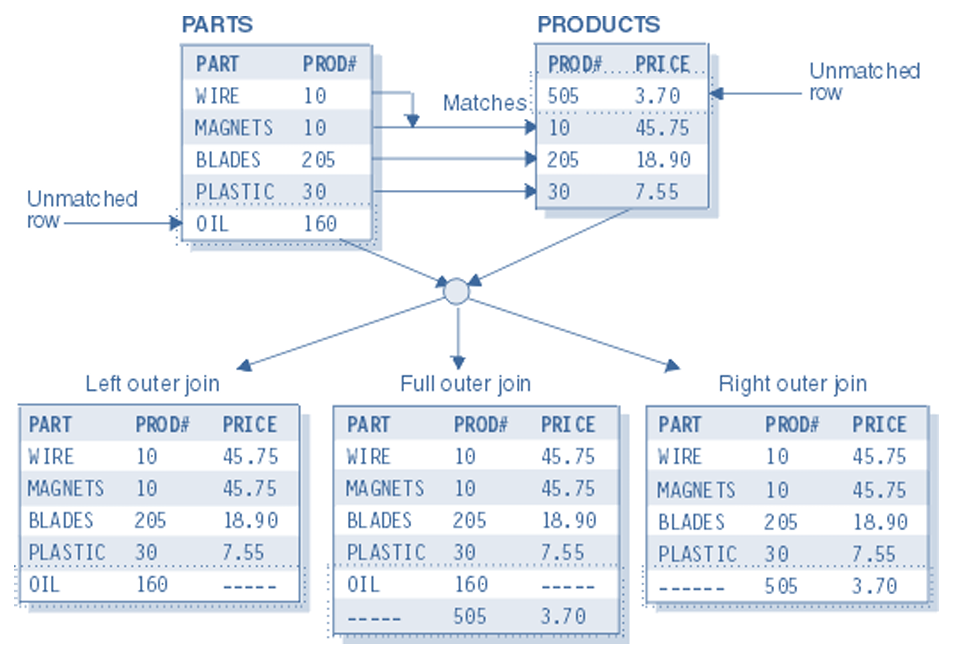 PARTS
PART PROD#
WIRE 10
MAGNETS 10
BLADES 205
PLASTIC 30
OIL 160
PRODUCTS
PROD# PRICE
505 3.70
10 45.75
205 18.90
30 7.55
Matches
Unmatched
row
Unmatched
row
Left outer join
PART PROD# PRICE
WIRE 10 45.75
MAGNETS 10 45.75
BLADES 205 18.90
PLASTIC 30 7.55
OIL 160 -----
Full outer join
PART PROD# PRICE
WIRE 10 45.75
MAGNETS 10 45.75
BLADES 205 18.90
PLASTIC 30 7.55
OIL 160 -----
----- 505 3.70
Right outer join
PART PROD# PRICE
WIRE 10 45.75
MAGNETS 10 45.75
BLADES 205 18.90
PLASTIC 30 7.55
------ 505 3.70